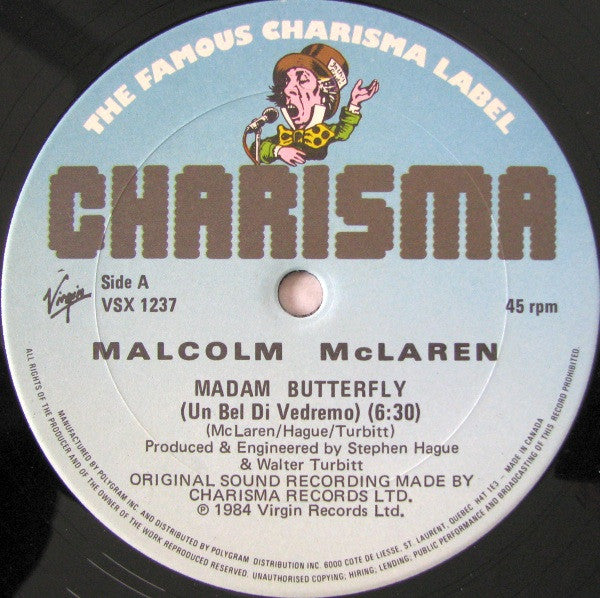 THE FAMOUS CHARISMA LABEL
CHARISMA
Virgin
Side A
VSX 1237
45 rpm
MALCOLM McLAREN
MADAM BUTTERFLY
(Un Bel Di Vedremo) (6:30)
(McLaren/Hague/Turbitt)
Produced & Engineered by Stephen Hague
& Walter Turbitt
ORIGINAL SOUND RECORDING MADE BY
CHARISMA RECORDS LTD.
℗ 1984 Virgin Records Ltd.
MANUFACTURED BY POLYGRAM INC. AND DISTRIBUTED BY POLYGRAM DISTRIBUTION INC. 6000 COTE DE LIESSE, ST. LAURENT, QUEBEC H4T 1E3 – MADE IN CANADA
ALL RIGHTS OF THE PRODUCER AND OF THE OWNER OF THE WORK REPRODUCED RESERVED. UNAUTHORISED COPYING; HIRING; LENDING; PUBLIC PERFORMANCE AND BROADCASTING OF THIS RECORD PROHIBITED.